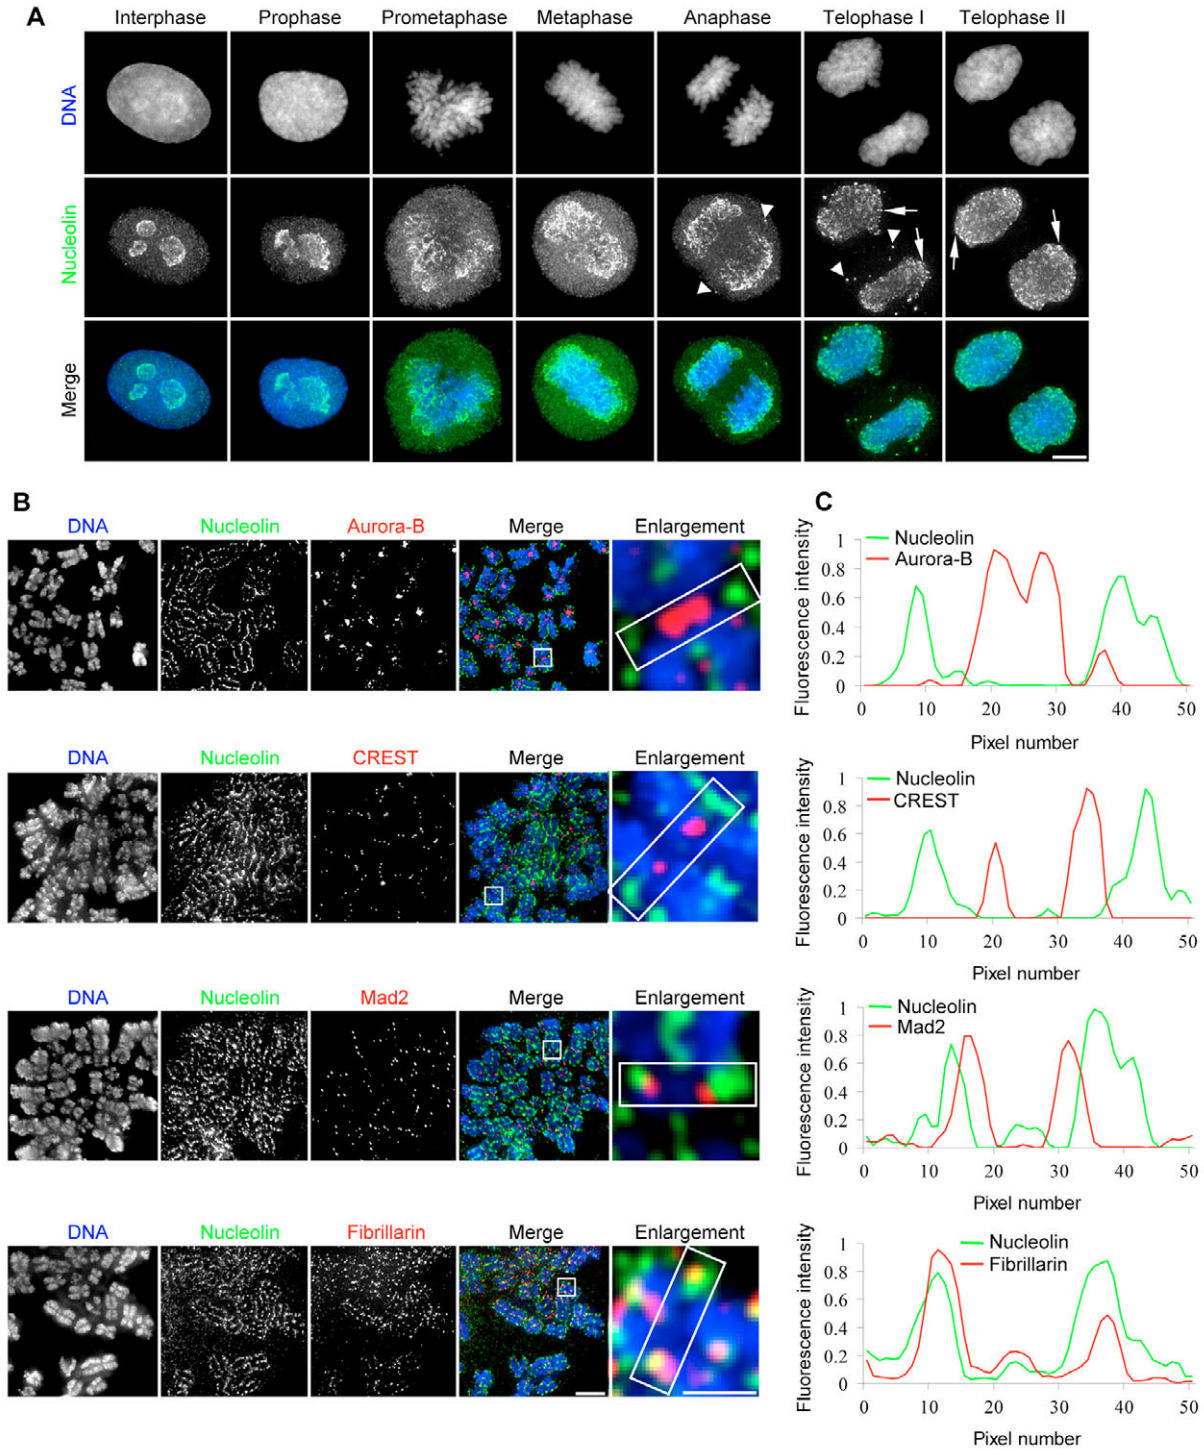 A
Interphase Prophase Prometaphase Metaphase Anaphase Telophase I Telophase II
DNA
Nucleolin
Merge
B
DNA Nucleolin Aurora-B Merge Enlargement
DNA Nucleolin CREST Merge Enlargement
DNA Nucleolin Mad2 Merge Enlargement
DNA Nucleolin Fibrillarin Merge Enlargement
C
Fluorescence intensity
1
0.8
0.6
0.4
0.2
0
Nucleolin
Aurora-B
0 10 20 30 40 50
Pixel number
Fluorescence intensity
1
0.8
0.6
0.4
0.2
0
Nucleolin
CREST
0 10 20 30 40 50
Pixel number
Fluorescence intensity
1
0.8
0.6
0.4
0.2
0
Nucleolin
Mad2
0 10 20 30 40 50
Pixel number
Fluorescence intensity
1
0.8
0.6
0.4
0.2
0
Nucleolin
Fibrillarin
0 10 20 30 40 50
Pixel number